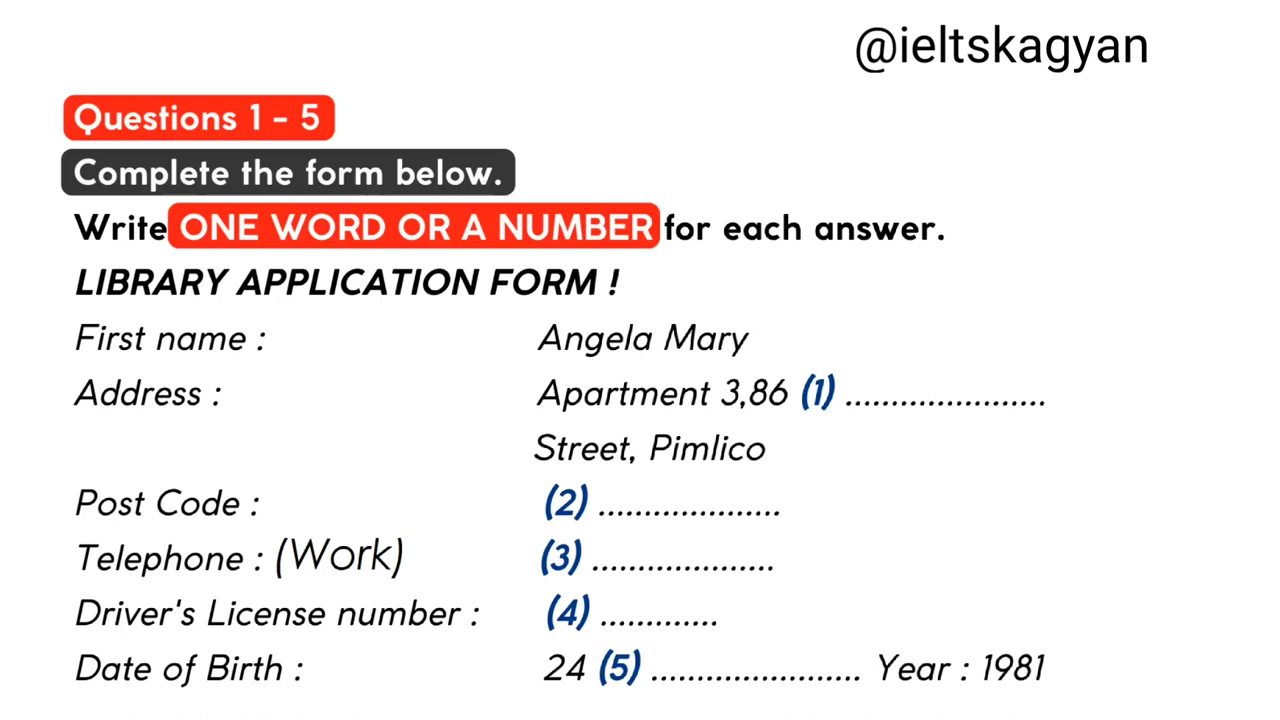 @ieltskagyan
Questions 1 - 5
Complete the form below.
Write ONE WORD OR A NUMBER for each answer.
LIBRARY APPLICATION FORM !
First name : Angela Mary
Address : Apartment 3,86 (1) ......................
Street, Pimlico
Post Code : (2) ....................
Telephone : (Work) (3) ....................
Driver's License number : (4) .............
Date of Birth : 24 (5) ....................... Year : 1981